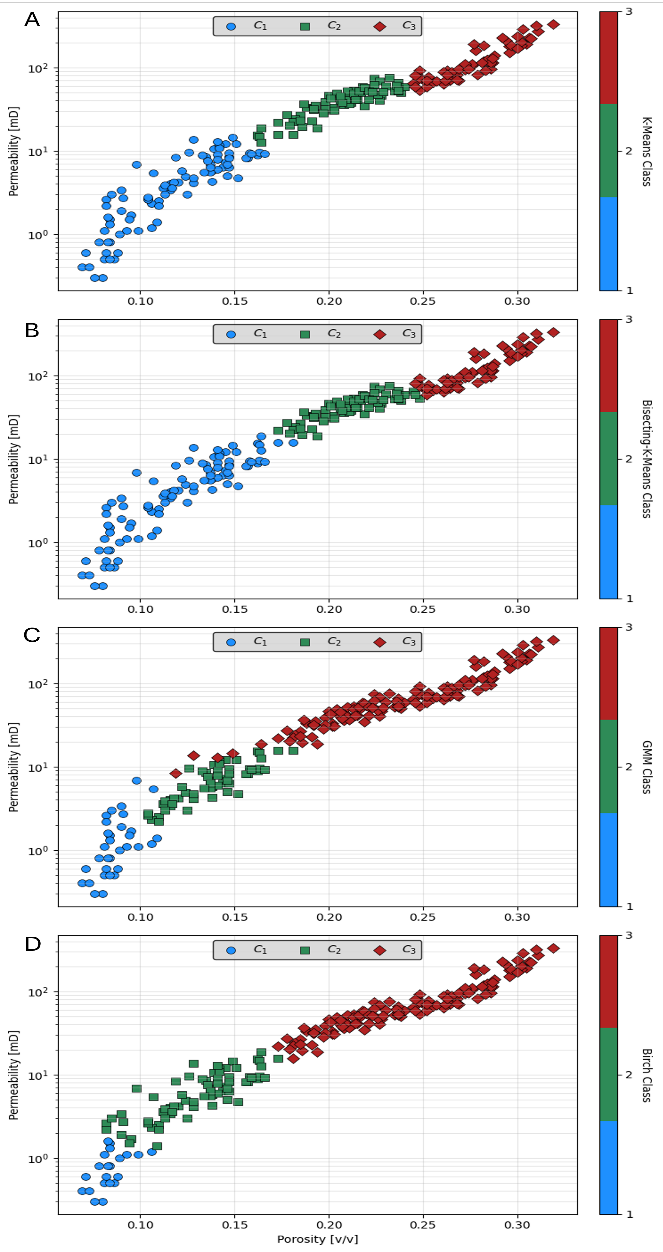 A
C₁ C₂ C₃
Permeability [mD]
10²
10¹
10⁰
0.10 0.15 0.20 0.25 0.30
3
2
1
K-Means Class
B
C₁ C₂ C₃
Permeability [mD]
10²
10¹
10⁰
0.10 0.15 0.20 0.25 0.30
3
2
1
Bisecting-K-Means Class
C
C₁ C₂ C₃
Permeability [mD]
10²
10¹
10⁰
0.10 0.15 0.20 0.25 0.30
3
2
1
GMM Class
D
C₁ C₂ C₃
Permeability [mD]
10²
10¹
10⁰
0.10 0.15 0.20 0.25 0.30
Porosity [v/v]
3
2
1
Birch Class